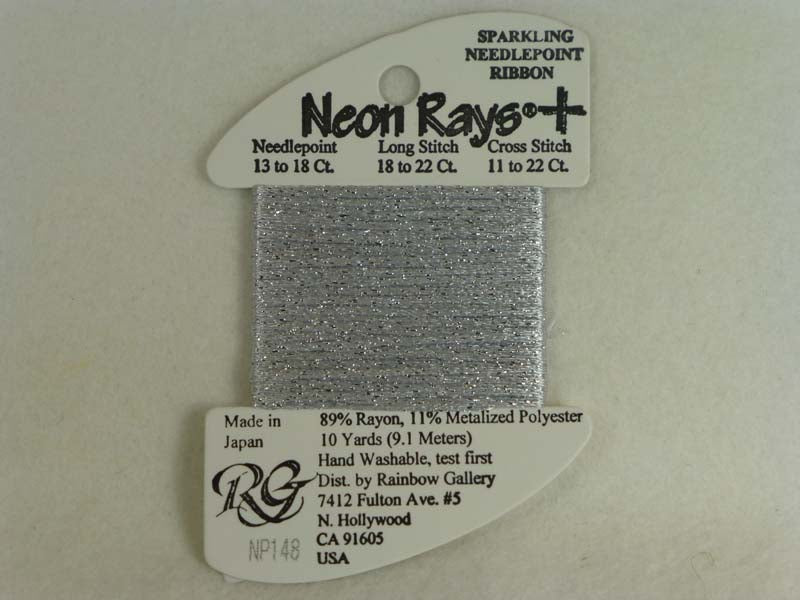 SPARKLING
NEEDLEPOINT
RIBBON
Neon Rays®+
Needlepoint Long Stitch Cross Stitch
13 to 18 Ct. 18 to 22 Ct. 11 to 22 Ct.
Made in
Japan
89% Rayon, 11% Metalized Polyester
10 Yards (9.1 Meters)
Hand Washable, test first
Dist. by Rainbow Gallery
7412 Fulton Ave. #5
N. Hollywood
CA 91605
USA
RG
NP148